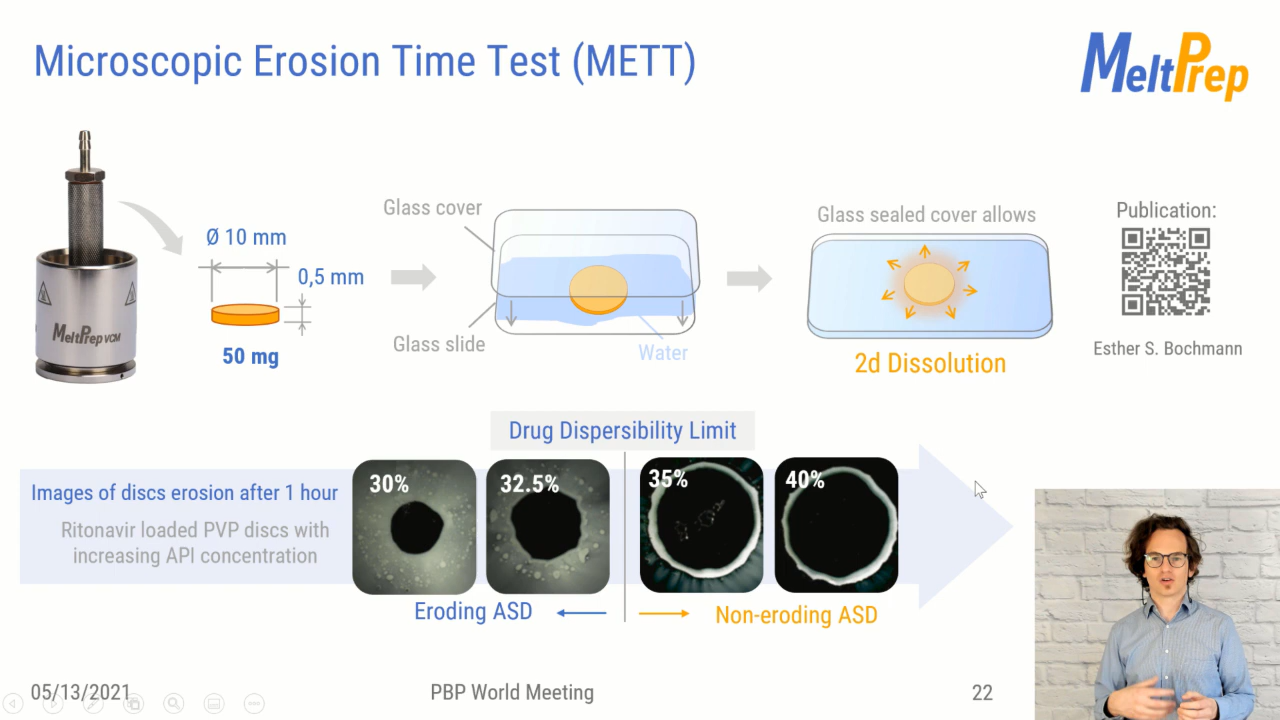 Microscopic Erosion Time Test (METT)
MeltPrep
Ø 10 mm
0,5 mm
50 mg
MeltPrep VCM
Glass cover
Glass slide
Water
Glass sealed cover allows
2d Dissolution
Publication:
Esther S. Bochmann
Drug Dispersibility Limit
Images of discs erosion after 1 hour
Ritonavir loaded PVP discs with
increasing API concentration
30%
32.5%
35%
40%
Eroding ASD
Non-eroding ASD
05/13/2021
PBP World Meeting
22